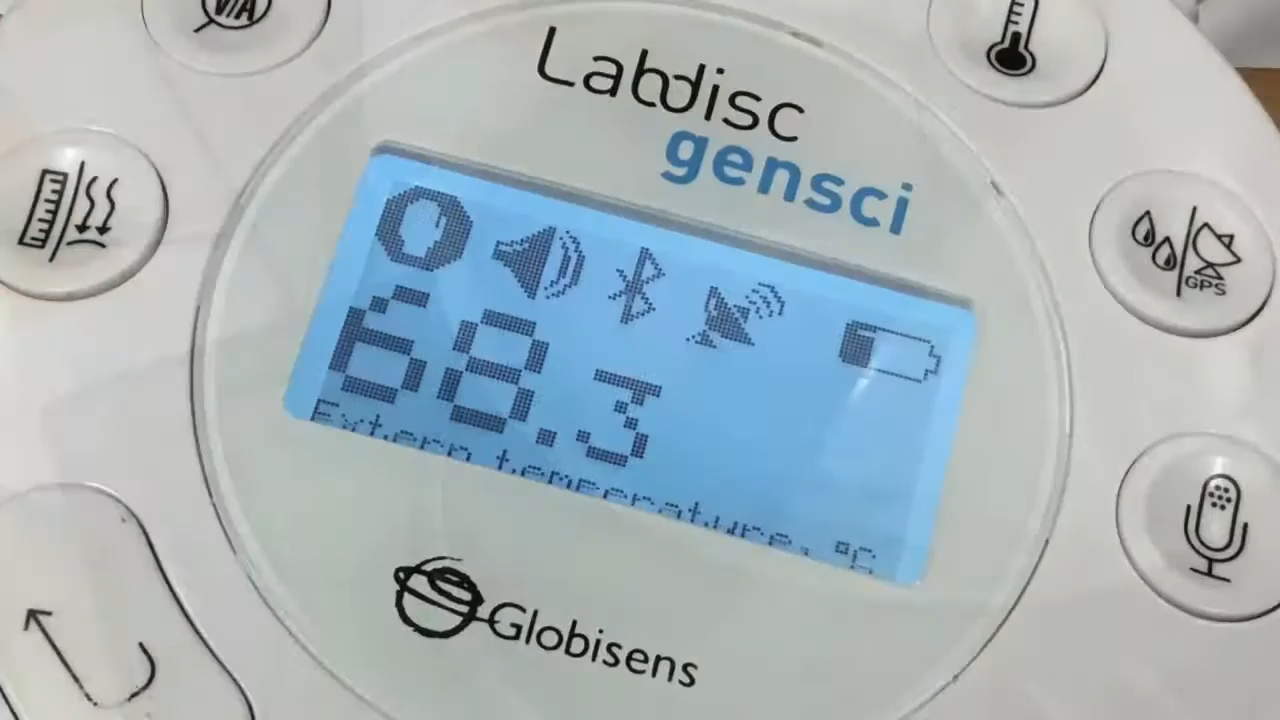 V/A
Labdisc
gensci
GPS
68.3
Extern temperature, °C
Globisens